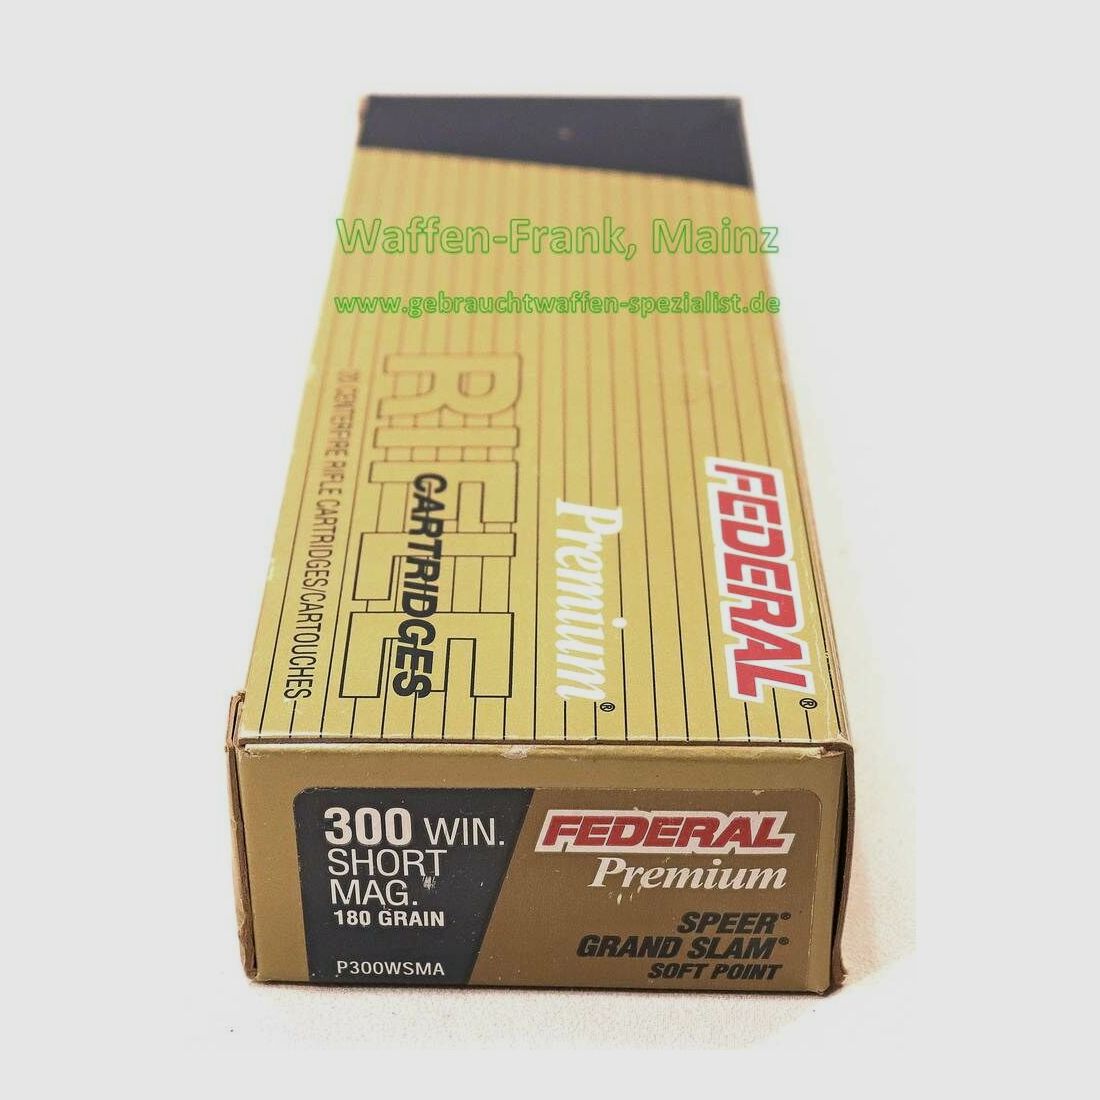 Waffen-Frank, Mainz
www.gebrauchtwaffen-spezialist.de
FEDERAL®
Premium®
RIFLE
CARTRIDGES
20 CENTERFIRE RIFLE CARTRIDGES/CARTOUCHES
300 WIN.
SHORT
MAG.
180 GRAIN
P300WSMA
FEDERAL
Premium
SPEER®
GRAND SLAM®
SOFT POINT